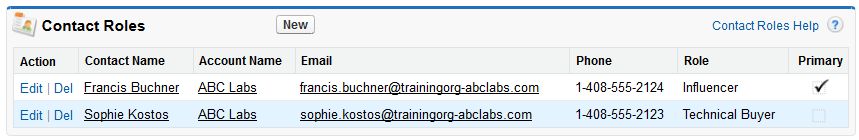 Contact Roles New Contact Roles Help ?
Action Contact Name Account Name Email Phone Role Primary
Edit | Del Francis Buchner ABC Labs francis.buchner@trainingorg-abclabs.com 1-408-555-2124 Influencer ✓
Edit | Del Sophie Kostos ABC Labs sophie.kostos@trainingorg-abclabs.com 1-408-555-2123 Technical Buyer